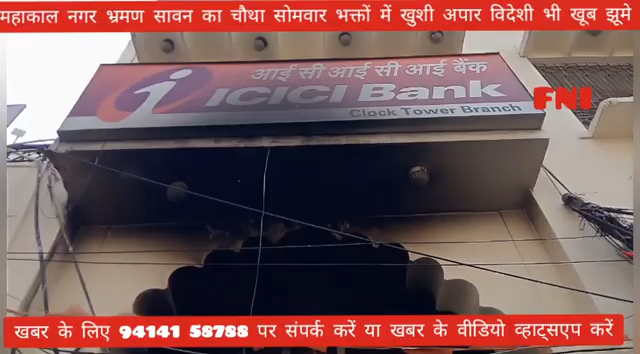 महाकाल नगर भ्रमण सावन का चौथा सोमवार भक्तों में खुशी अपार विदेशी भी खूब झूमे
आई सी आई सी आई बैंक
ICICI Bank
Clock Tower Branch
FNI
खबर के लिए 94141 58788 पर संपर्क करें या खबर के वीडियो व्हाट्सएप करें